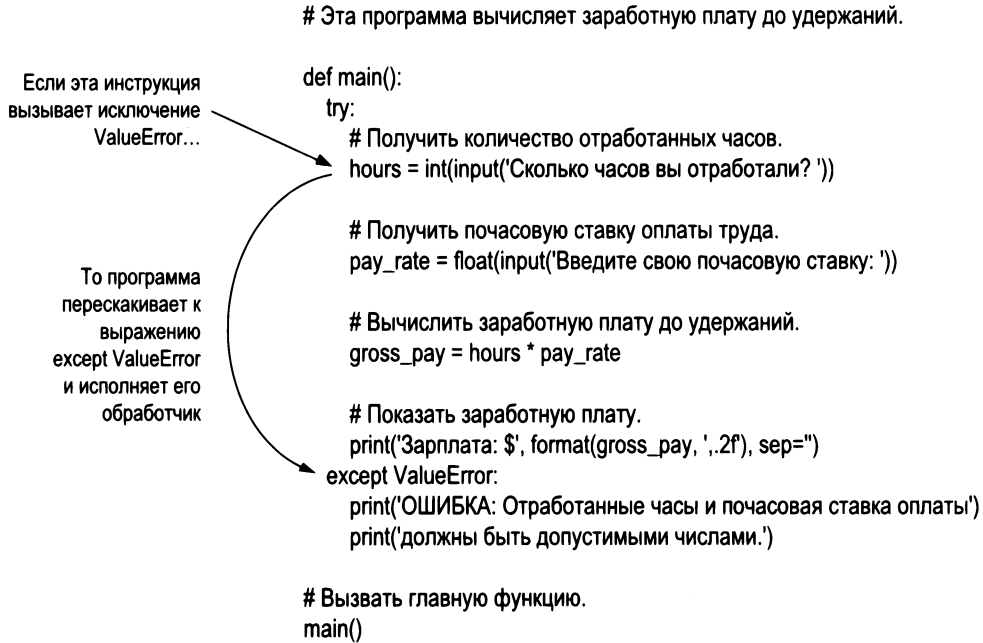 # Эта программа вычисляет заработную плату до удержаний.
Если эта инструкция
вызывает исключение
ValueError...
def main():
try:
# Получить количество отработанных часов.
hours = int(input('Сколько часов вы отработали? '))
# Получить почасовую ставку оплаты труда.
pay_rate = float(input('Введите свою почасовую ставку: '))
То программа
перескакивает к
выражению
except ValueError
и исполняет его
обработчик
# Вычислить заработную плату до удержаний.
gross_pay = hours * pay_rate
# Показать заработную плату.
print('Зарплата: $', format(gross_pay, ',.2f'), sep='')
except ValueError:
print('ОШИБКА: Отработанные часы и почасовая ставка оплаты')
print('должны быть допустимыми числами.')
# Вызвать главную функцию.
main()